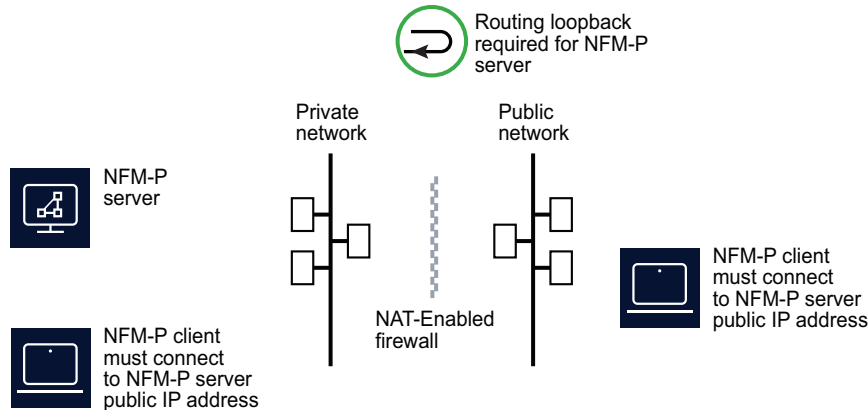 Routing loopback
required for NFM-P
server
Private
network
Public
network
NFM-P
server
NFM-P client
must connect
to NFM-P server
public IP address
NAT-Enabled
firewall
NFM-P client
must connect
to NFM-P server
public IP address